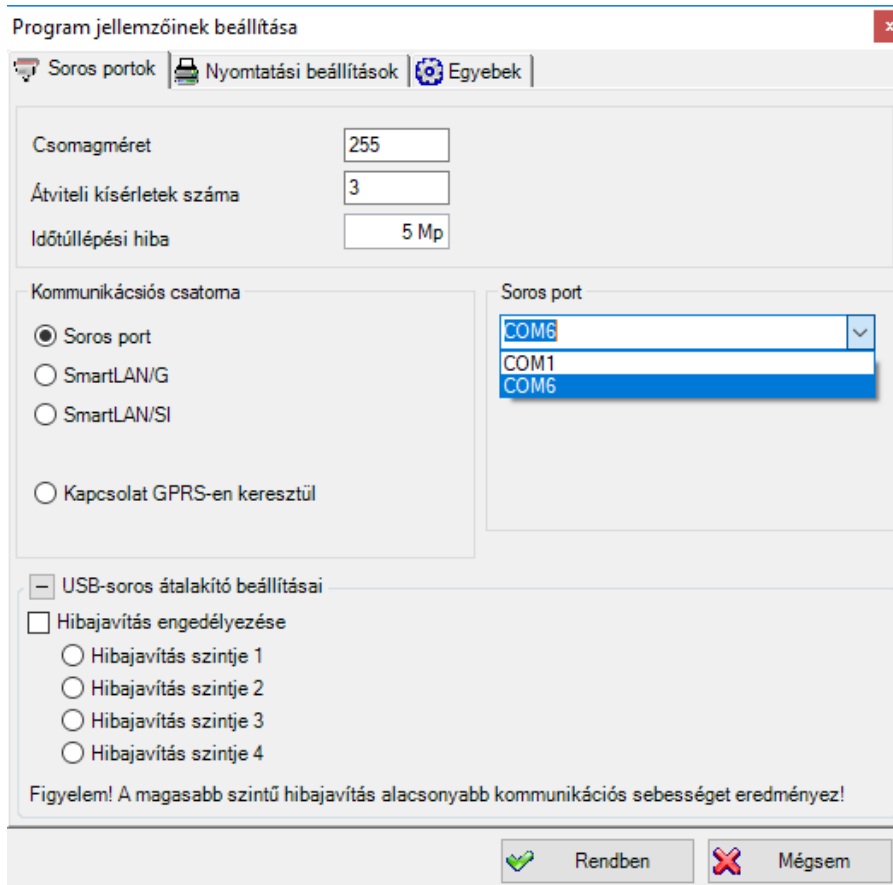 Program jellemzőinek beállítása
Soros portok
Nyomtatási beállítások
Egyebek
Csomagméret
255
Átviteli kísérletek száma
3
Időtúllépési hiba
5 Mp
Kommunikácsiós csatorna
Soros port
SmartLAN/G
SmartLAN/SI
Kapcsolat GPRS-en keresztül
Soros port
COM6
COM1
COM6
USB-soros átalakító beállításai
Hibajavítás engedélyezése
Hibajavítás szintje 1
Hibajavítás szintje 2
Hibajavítás szintje 3
Hibajavítás szintje 4
Figyelem! A magasabb szintű hibajavítás alacsonyabb kommunikációs sebességet eredményez!
Rendben
Mégsem